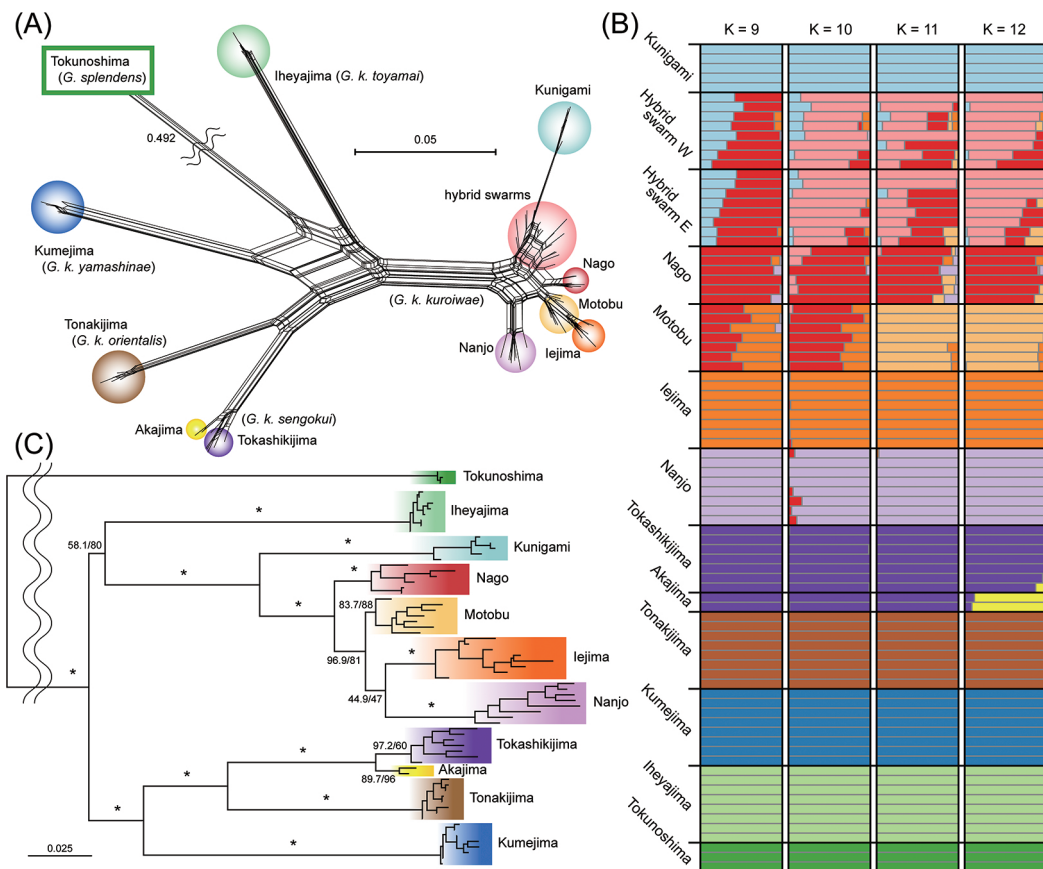 (A)
Tokunoshima
(G. splendens)
0.492
Iheyajima (G. k. toyamai)
Kunigami
0.05
hybrid swarms
Kumejima
(G. k. yamashinae)
Nago
(G. k. kuroiwae)
Motobu
Tonakijima
(G. k. orientalis)
Nanjo
Iejima
(G. k. sengokui)
Akajima
Tokashikijima
(B)
K = 9
K = 10
K = 11
K = 12
Kunigami
Hybrid
swarm W
Hybrid
swarm E
Nago
Motobu
Iejima
Nanjo
Tokashikijima
Akajima
Tonakijima
Kumejima
Iheyajima
Tokunoshima
(C)
Tokunoshima
*
Iheyajima
58.1/80
*
Kunigami
*
*
Nago
*
83.7/88
Motobu
96.9/81
*
Iejima
*
44.9/47
*
Nanjo
97.2/60
Tokashikijima
*
Akajima
89.7/96
*
*
Tonakijima
*
*
Kumejima
0.025